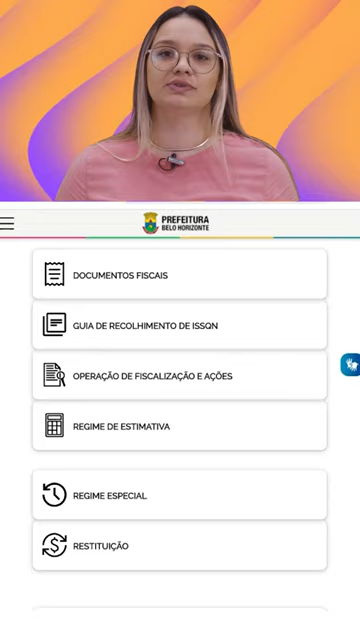 PREFEITURA
BELO HORIZONTE
DOCUMENTOS FISCAIS
GUIA DE RECOLHIMENTO DE ISSQN
OPERAÇÃO DE FISCALIZAÇÃO E AÇÕES
REGIME DE ESTIMATIVA
REGIME ESPECIAL
RESTITUIÇÃO